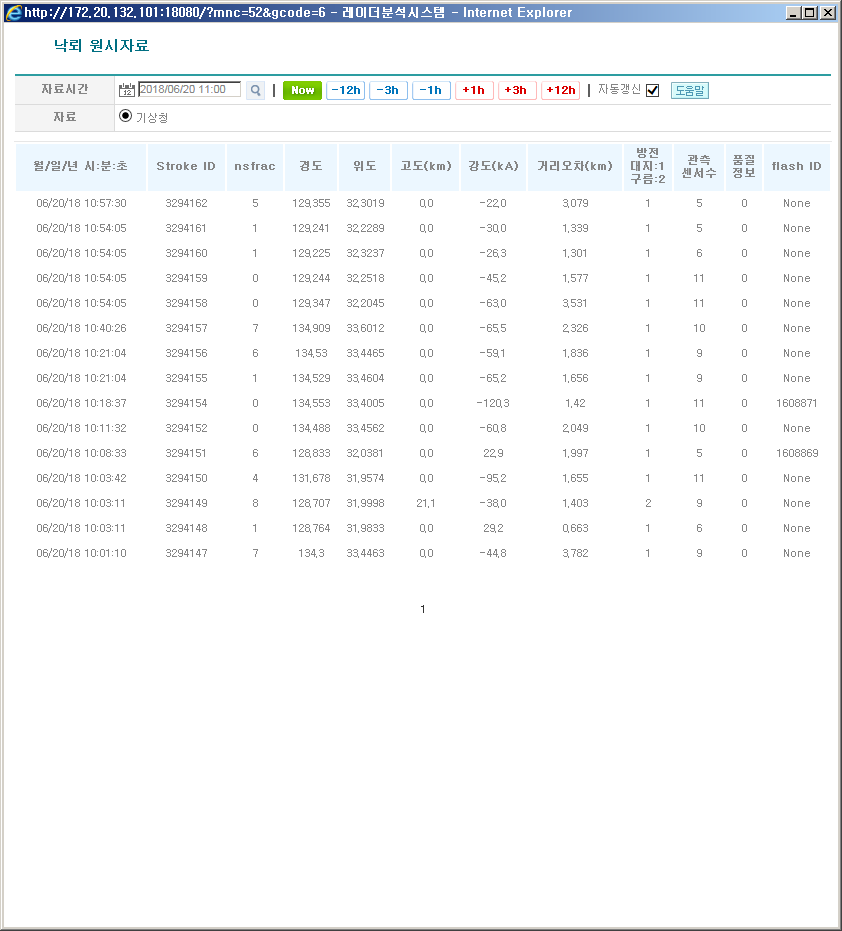 http://172.20.132.101:18080/?mnc=52&gcode=6 - 레이더분석시스템 - Internet Explorer
낙뢰 원시자료
자료시간 12 2018/06/20 11:00 | Now -12h -3h -1h +1h +3h +12h | 자동갱신 도움말
자료 기상청
월/일/년 시:분:초 Stroke ID nsfrac 경도 위도 고도(km) 강도(kA) 거리오차(km) 방전 대지:1 구름:2 관측 센서수 품질 정보 flash ID
06/20/18 10:57:30 3294162 5 129,355 32,3019 0,0 -22,0 3,079 1 5 0 None
06/20/18 10:54:05 3294161 1 129,241 32,2289 0,0 -30,0 1,339 1 5 0 None
06/20/18 10:54:05 3294160 1 129,225 32,3237 0,0 -26,3 1,301 1 6 0 None
06/20/18 10:54:05 3294159 0 129,244 32,2518 0,0 -45,2 1,577 1 11 0 None
06/20/18 10:54:05 3294158 0 129,347 32,2045 0,0 -63,0 3,531 1 11 0 None
06/20/18 10:40:26 3294157 7 134,909 33,6012 0,0 -65,5 2,326 1 10 0 None
06/20/18 10:21:04 3294156 6 134,53 33,4465 0,0 -59,1 1,836 1 9 0 None
06/20/18 10:21:04 3294155 1 134,529 33,4604 0,0 -65,2 1,656 1 9 0 None
06/20/18 10:18:37 3294154 0 134,553 33,4005 0,0 -120,3 1,42 1 11 0 1608871
06/20/18 10:11:32 3294152 0 134,488 33,4562 0,0 -60,8 2,049 1 10 0 None
06/20/18 10:08:33 3294151 6 128,833 32,0381 0,0 22,9 1,997 1 5 0 1608869
06/20/18 10:03:42 3294150 4 131,678 31,9574 0,0 -95,2 1,655 1 11 0 None
06/20/18 10:03:11 3294149 8 128,707 31,9998 21,1 -38,0 1,403 2 9 0 None
06/20/18 10:03:11 3294148 1 128,764 31,9833 0,0 29,2 0,663 1 6 0 None
06/20/18 10:01:10 3294147 7 134,3 33,4463 0,0 -44,8 3,782 1 9 0 None
1